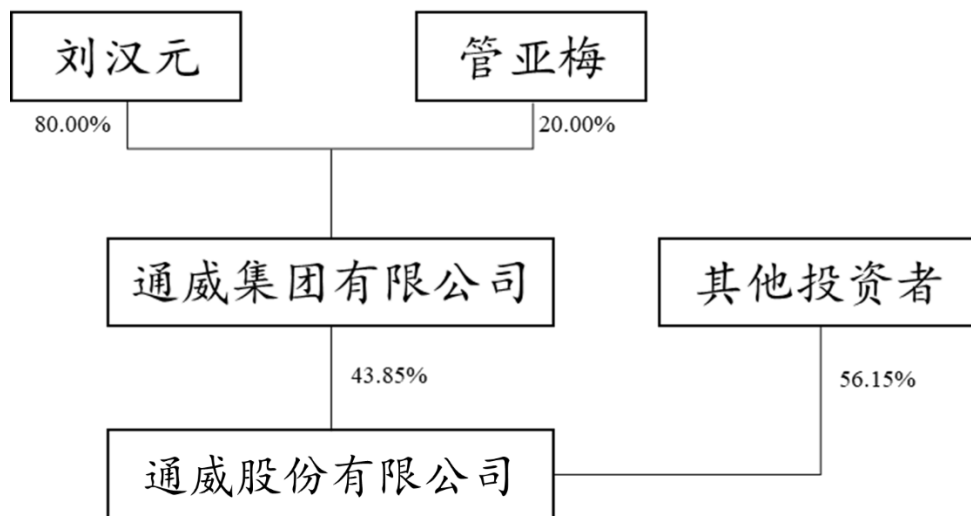 刘汉元
管亚梅
80.00%
20.00%
通威集团有限公司
其他投资者
43.85%
56.15%
通威股份有限公司